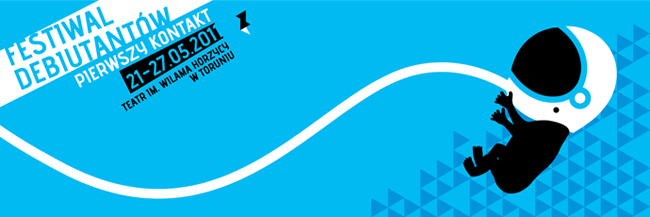 FESTIWAL
DEBIUTANTÓW
PIERWSZY KONTAKT
21-27.05.2011
TEATR IM. WILAMA HORZYCY
W TORUNIU